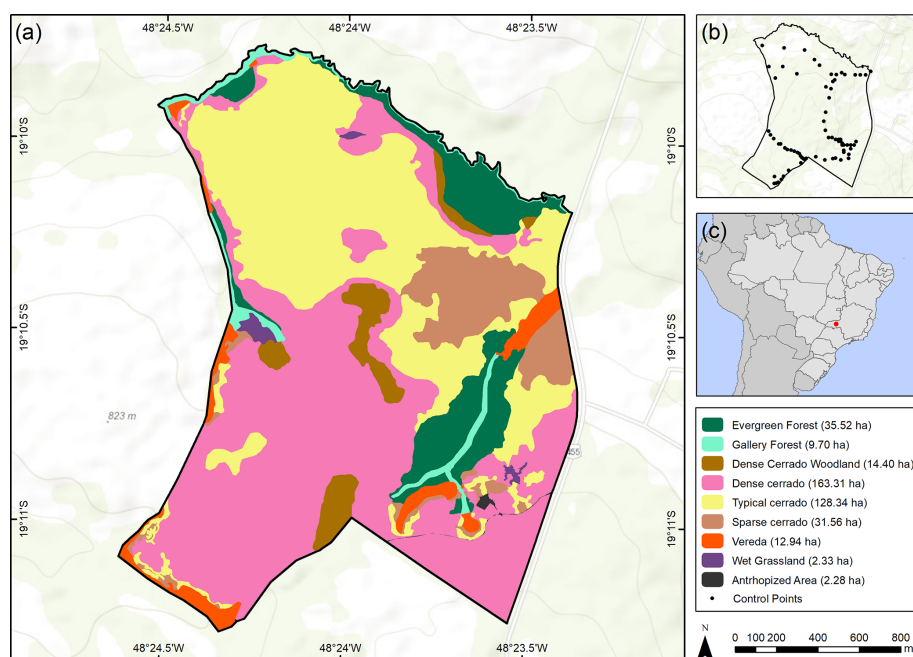 (a)
48°24.5'W
48°24'W
48°23.5'W
19°10'S
19°10.5'S
19°11'S
19°10'S
19°10.5'S
19°11'S
823 m
455
48°24.5'W
48°24'W
48°23.5'W
(b)
(c)
Evergreen Forest (35.52 ha)
Gallery Forest (9.70 ha)
Dense Cerrado Woodland (14.40 ha)
Dense cerrado (163.31 ha)
Typical cerrado (128.34 ha)
Sparse cerrado (31.56 ha)
Vereda (12.94 ha)
Wet Grassland (2.33 ha)
Antrhopized Area (2.28 ha)
Control Points
N
0 100 200 400 600 800
m